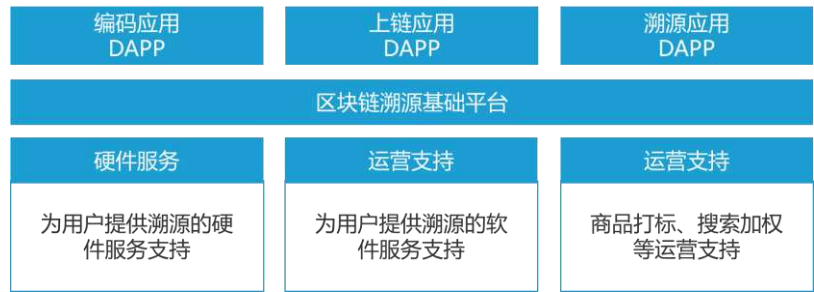 编码应用
DAPP
上链应用
DAPP
溯源应用
DAPP
区块链溯源基础平台
硬件服务
运营支持
运营支持
为用户提供溯源的硬
件服务支持
为用户提供溯源的软
件服务支持
商品打标、搜索加权
等运营支持